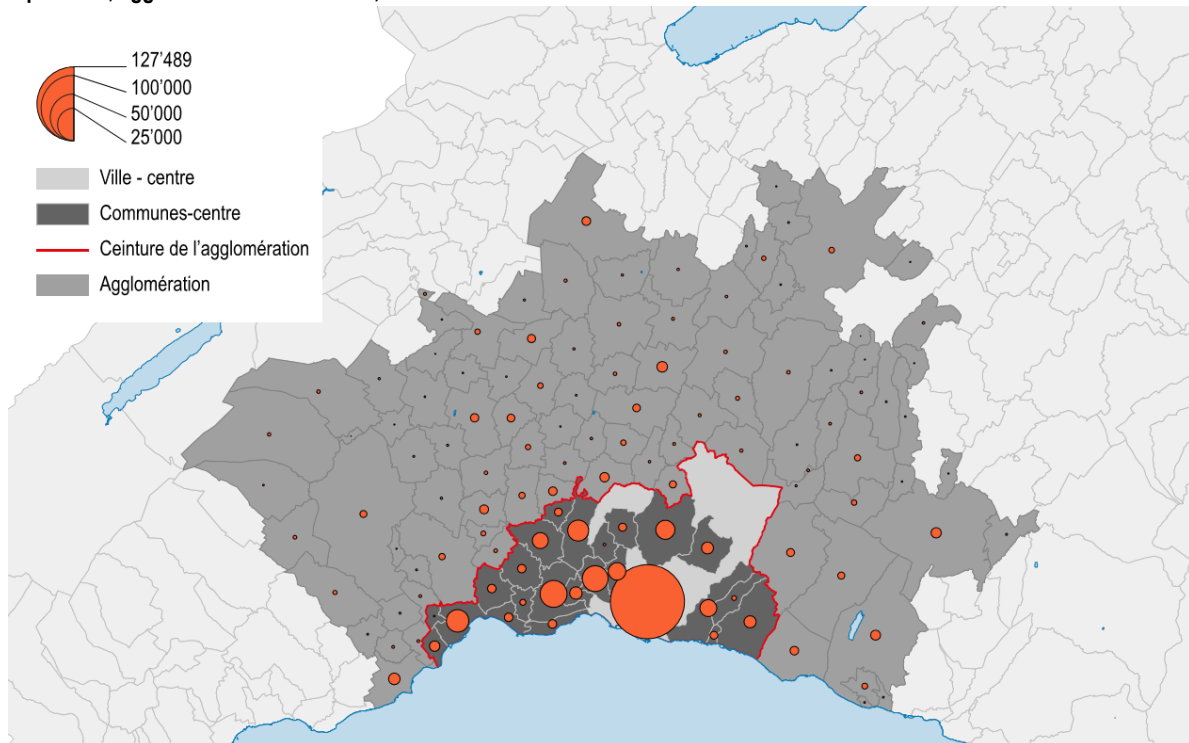 127'489
100'000
50'000
25'000
Ville - centre
Communes-centre
Ceinture de l'agglomération
Agglomération